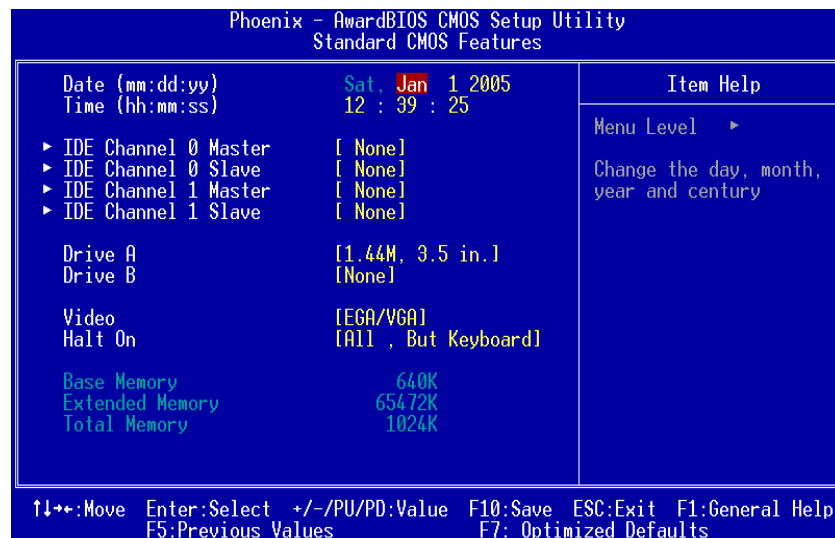 Phoenix - AwardBIOS CMOS Setup Utility
Standard CMOS Features
Date (mm:dd:yy) Sat, Jan 1 2005
Time (hh:mm:ss) 12 : 39 : 25
IDE Channel 0 Master [ None]
IDE Channel 0 Slave [ None]
IDE Channel 1 Master [ None]
IDE Channel 1 Slave [ None]
Drive A [1.44M, 3.5 in.]
Drive B [None]
Video [EGA/VGA]
Halt On [All , But Keyboard]
Base Memory 640K
Extended Memory 65472K
Total Memory 1024K
Item Help
Menu Level ►
Change the day, month,
year and century
↑↓→←:Move Enter:Select +/-/PU/PD:Value F10:Save ESC:Exit F1:General Help
F5:Previous Values F7: Optimized Defaults